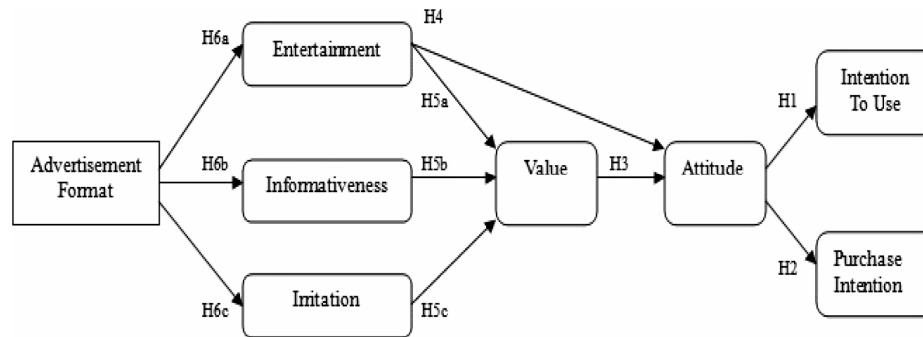 H4
H6a
Entertainment
Intention
To Use
H5a
H1
Advertisement
Format
H6b
Informativeness
H5b
Value
H3
Attitude
H6c
Irritation
H5c
H2
Purchase
Intention